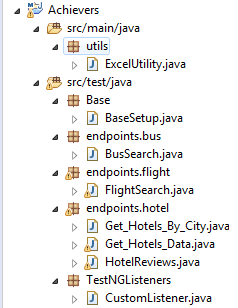 Achievers
src/main/java
utils
ExcelUtility.java
src/test/java
Base
BaseSetup.java
endpoints.bus
BusSearch.java
endpoints.flight
FlightSearch.java
endpoints.hotel
Get_Hotels_By_City.java
Get_Hotels_Data.java
HotelReviews.java
TestNGListeners
CustomListener.java